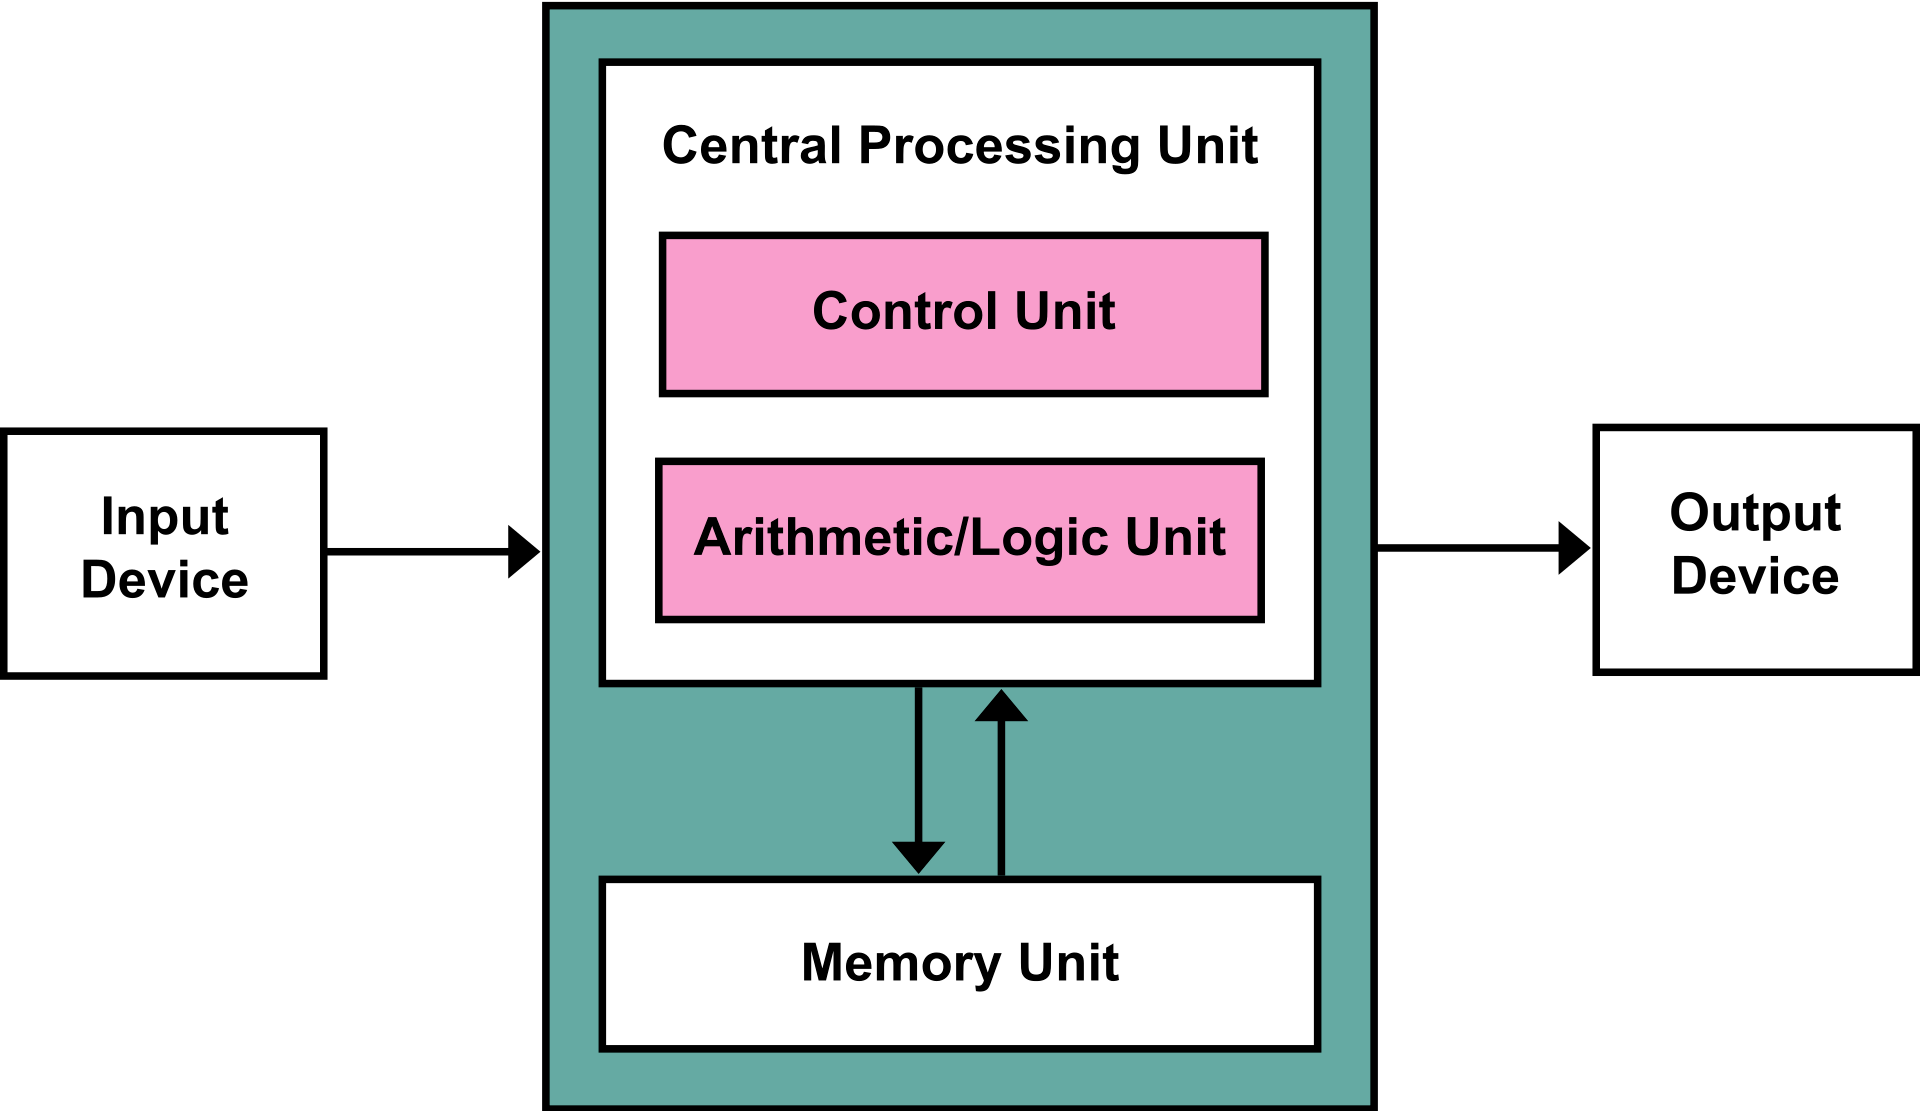 Central Processing Unit
Control Unit
Arithmetic/Logic Unit
Input
Device
Output
Device
Memory Unit